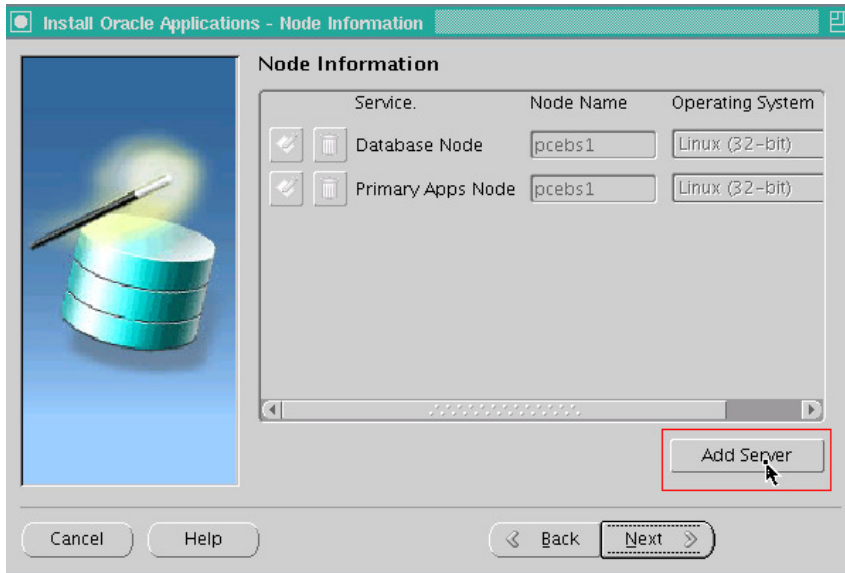 Install Oracle Applications - Node Information
Node Information
Service. Node Name Operating System
Database Node pcebs1 Linux (32-bit)
Primary Apps Node pcebs1 Linux (32-bit)
Add Server
Cancel Help Back Next